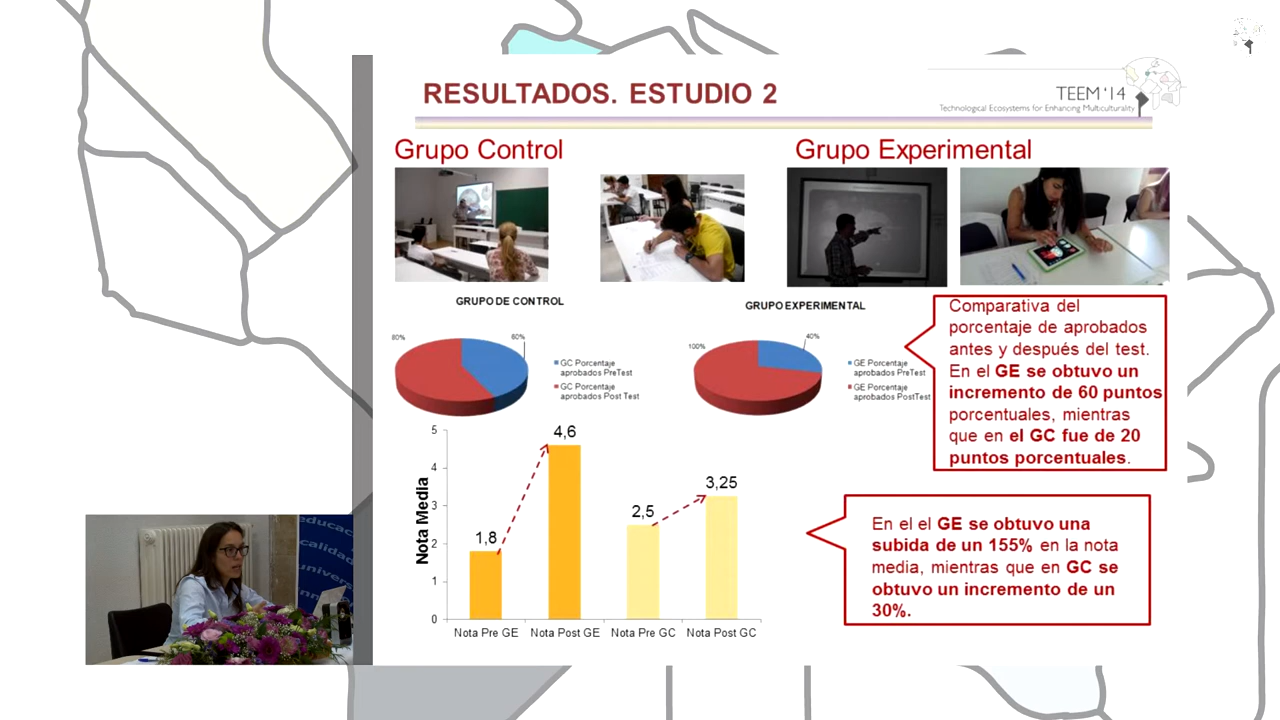 RESULTADOS. ESTUDIO 2
TEEM '14
Technological Ecosystems for Enhancing Multiculturality
Grupo Control
Grupo Experimental
GRUPO DE CONTROL
80%
60%
GC Porcentaje
aprobados PreTest
GC Porcentaje
aprobados Post Test
GRUPO EXPERIMENTAL
100%
40%
GE Porcentaje
aprobados PreTest
GE Porcentaje
aprobados PostTest
Comparativa del
porcentaje de aprobados
antes y después del test.
En el GE se obtuvo un
incremento de 60 puntos
porcentuales, mientras
que en el GC fue de 20
puntos porcentuales.
Nota Media
5
4
3
2
1
0
1,8
4,6
2,5
3,25
Nota Pre GE
Nota Post GE
Nota Pre GC
Nota Post GC
En el el GE se obtuvo una
subida de un 155% en la nota
media, mientras que en GC se
obtuvo un incremento de un
30%.
educac
calidad
univers